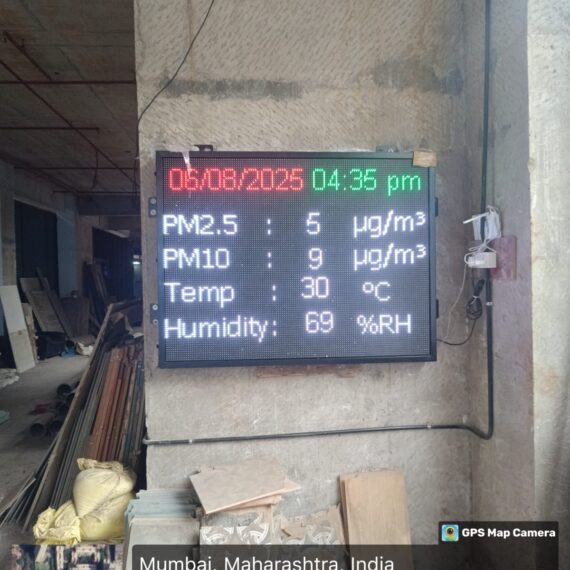 06/08/2025 04:35 pm
PM2.5 : 5 µg/m³
PM10 : 9 µg/m³
Temp : 30 ºC
Humidity: 69 %RH
GPS Map Camera
Mumbai, Maharashtra, India